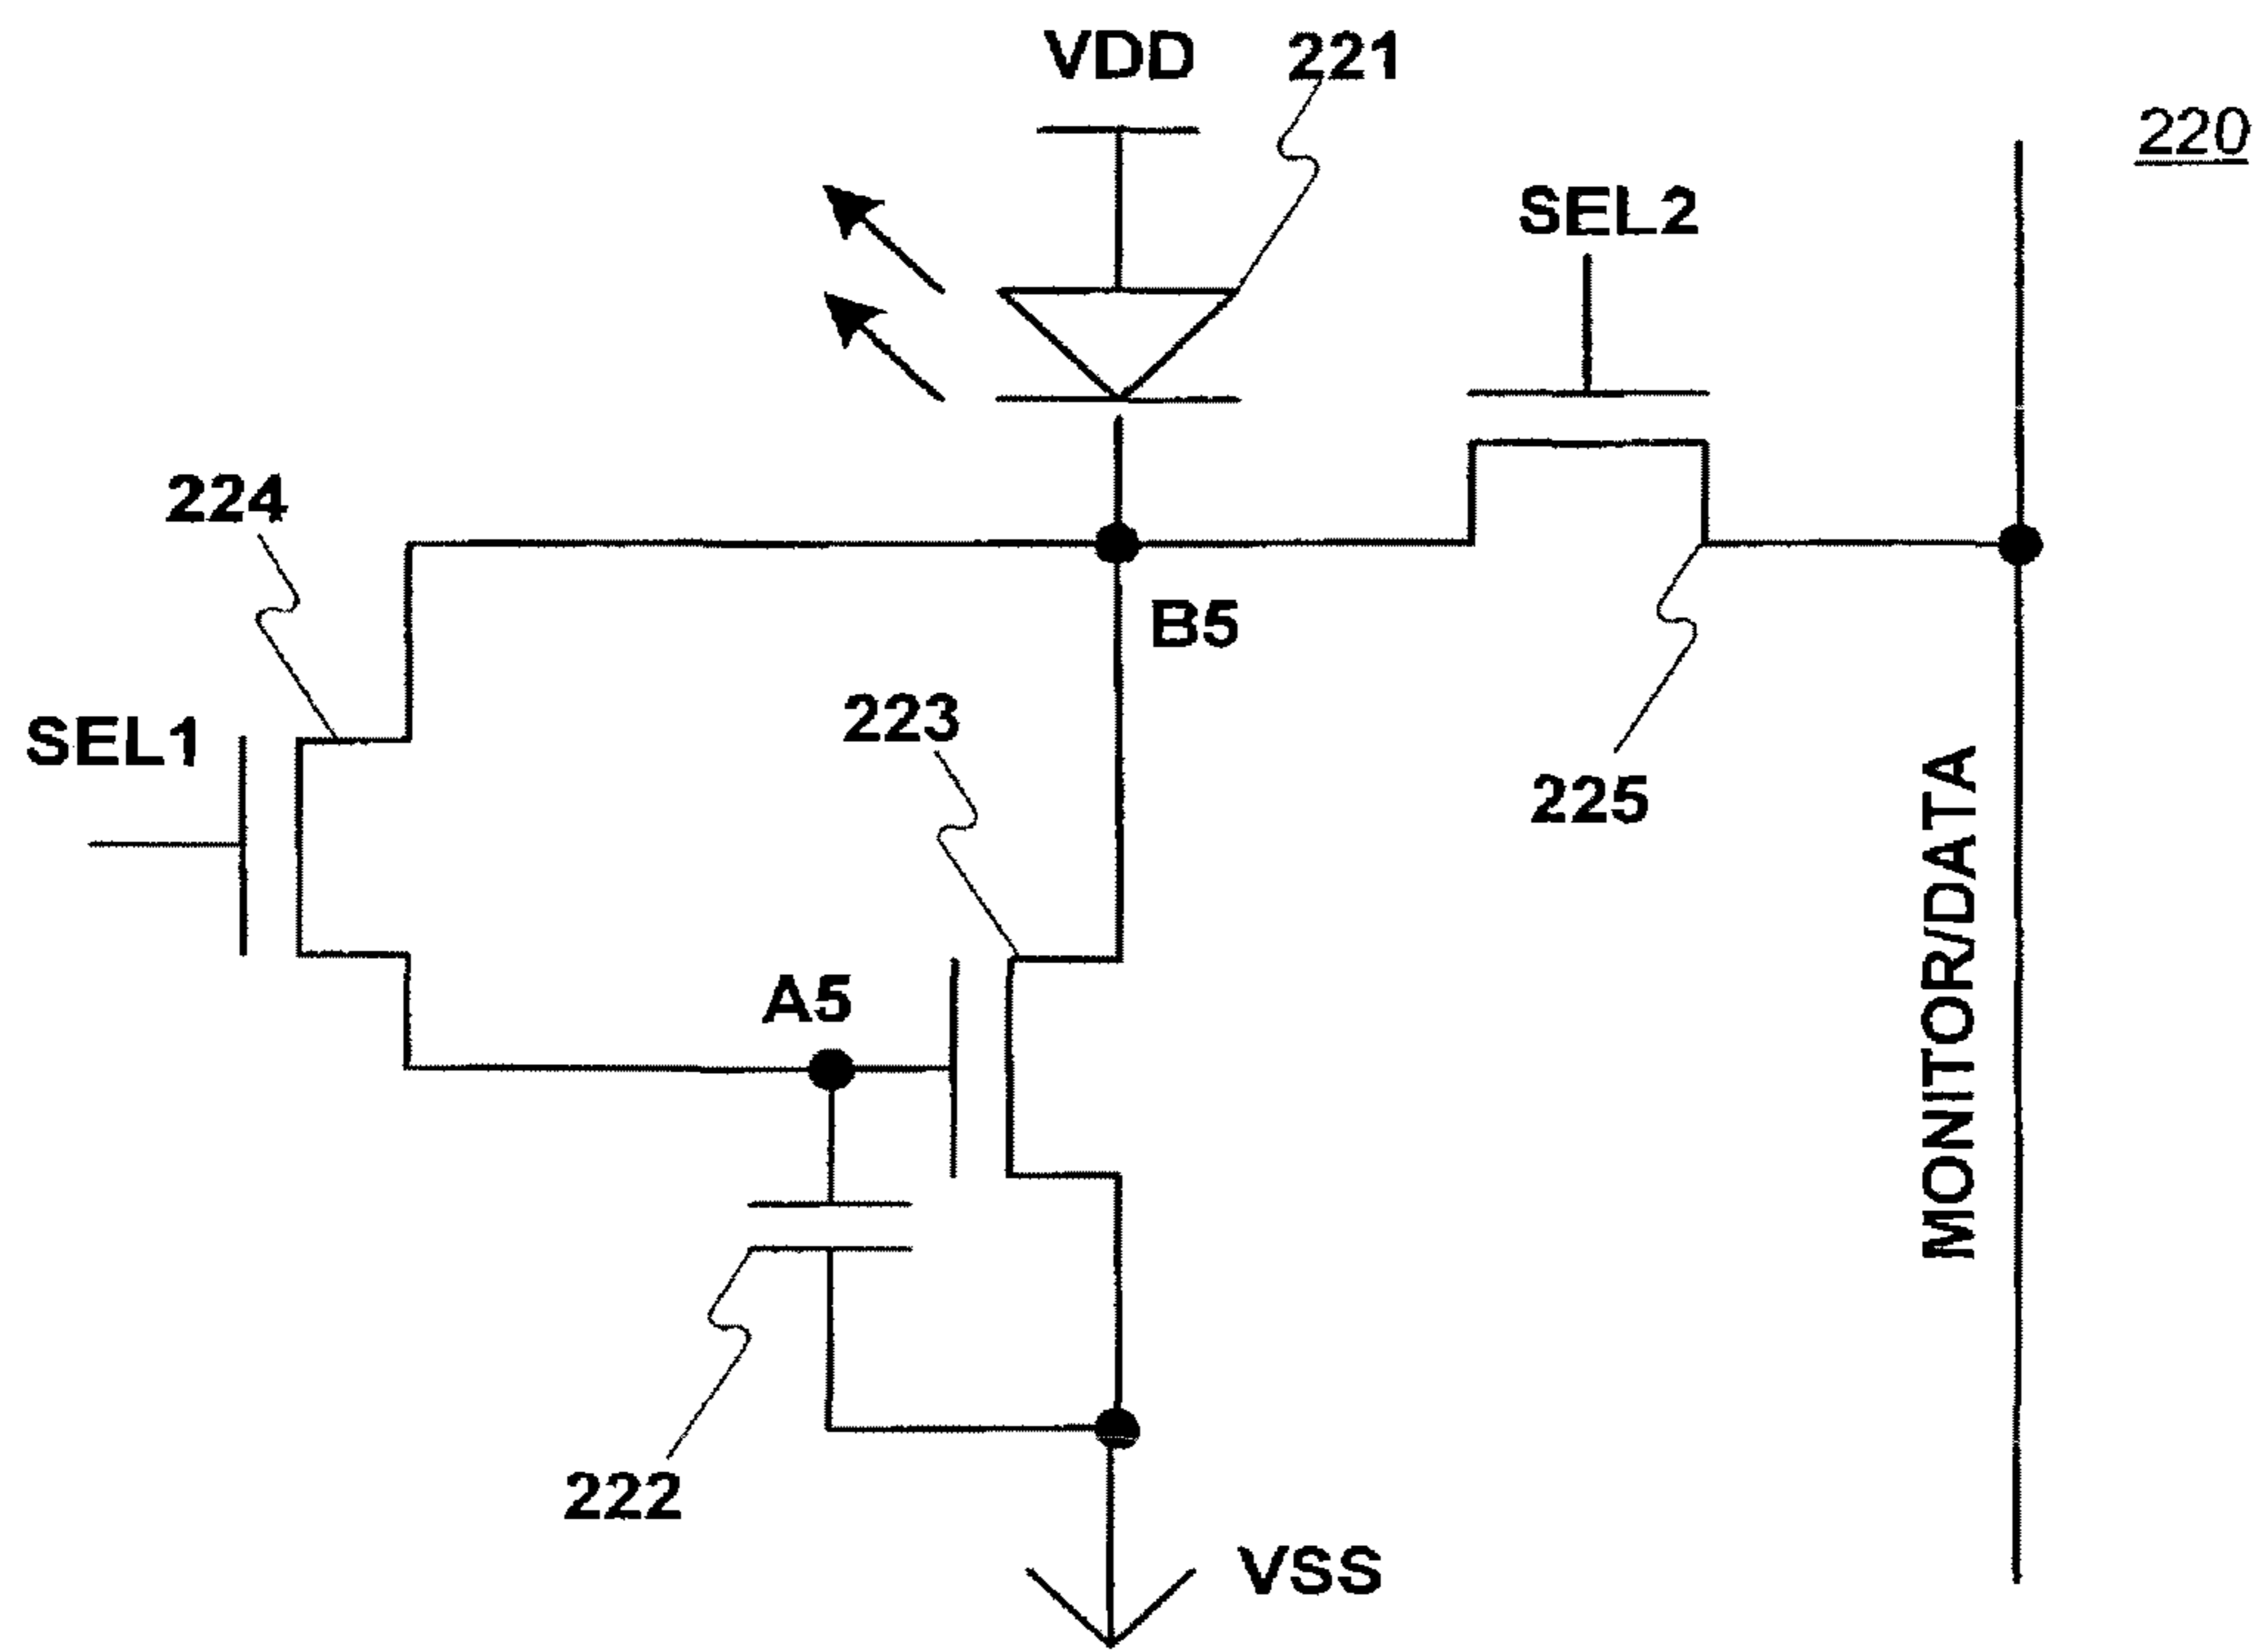 VDD
221
220
SEL2
224
B5
SEL1
223
225
A5
MONITOR/DATA
222
VSS